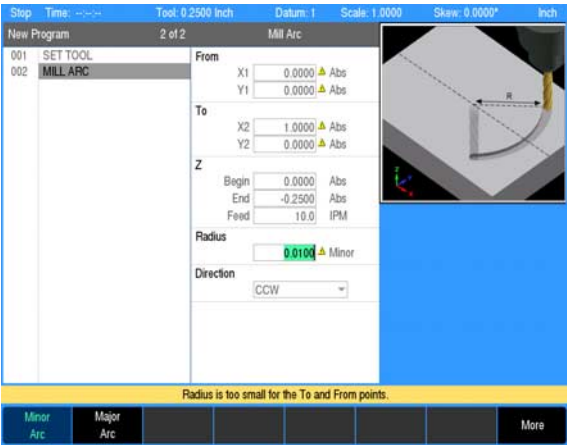 Stop Time: --:--:-- Tool: 0.2500 Inch Datum: 1 Scale: 1.0000 Skew: 0.0000° Inch
New Program 2 of 2 Mill Arc
001 SET TOOL
002 MILL ARC
From
X1 0.0000 Abs
Y1 0.0000 Abs
To
X2 1.0000 Abs
Y2 0.0000 Abs
Z
Begin 0.0000 Abs
End -0.2500 Abs
Feed 10.0 IPM
Radius
0.0100 Minor
Direction
CCW
R
z
Y
x
Radius is too small for the To and From points.
Minor Arc
Major Arc
More